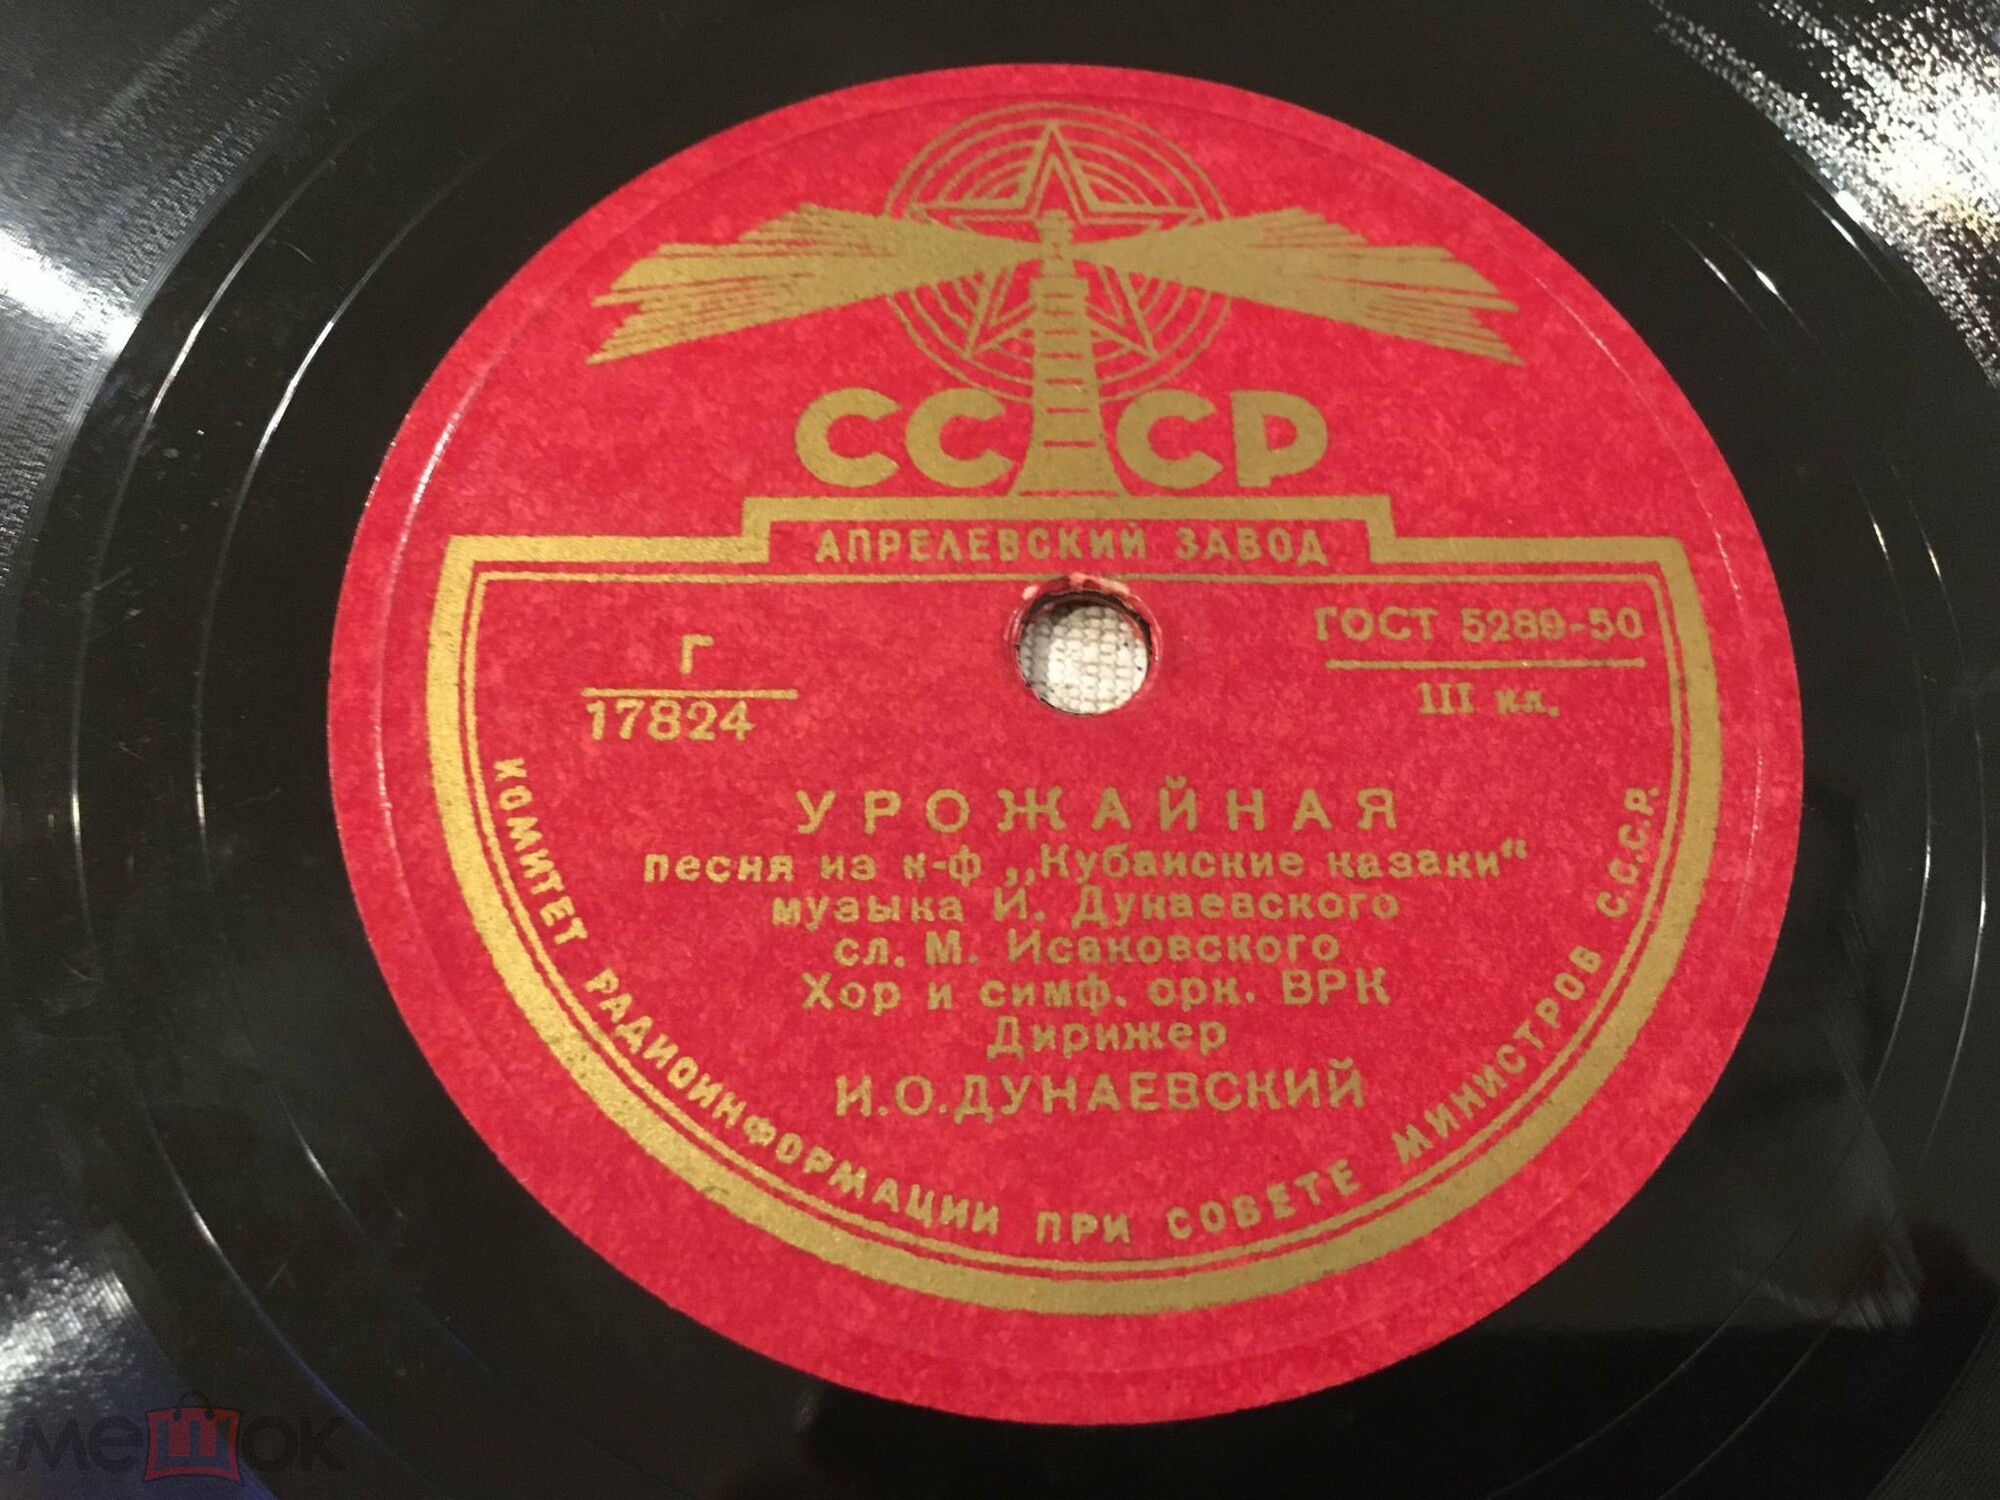 СССР
АПРЕЛЕВСКИЙ ЗАВОД
Г
17824
ГОСТ 5289-50
III кл.
УРОЖАЙНАЯ
песня из к-ф „Кубанские казаки“
музыка И. Дунаевского
сл. М. Исаковского
Хор и симф. орк. ВРК
Дирижер
И.О.ДУНАЕВСКИЙ
КОМИТЕТ РАДИОИНФОРМАЦИИ ПРИ СОВЕТЕ МИНИСТРОВ С.С.С.Р.
мешок